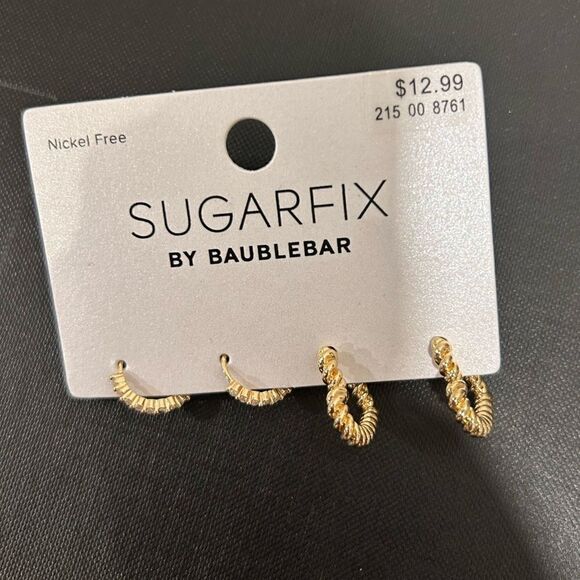 $12.99
215 00 8761
Nickel Free
SUGARFIX
BY BAUBLEBAR